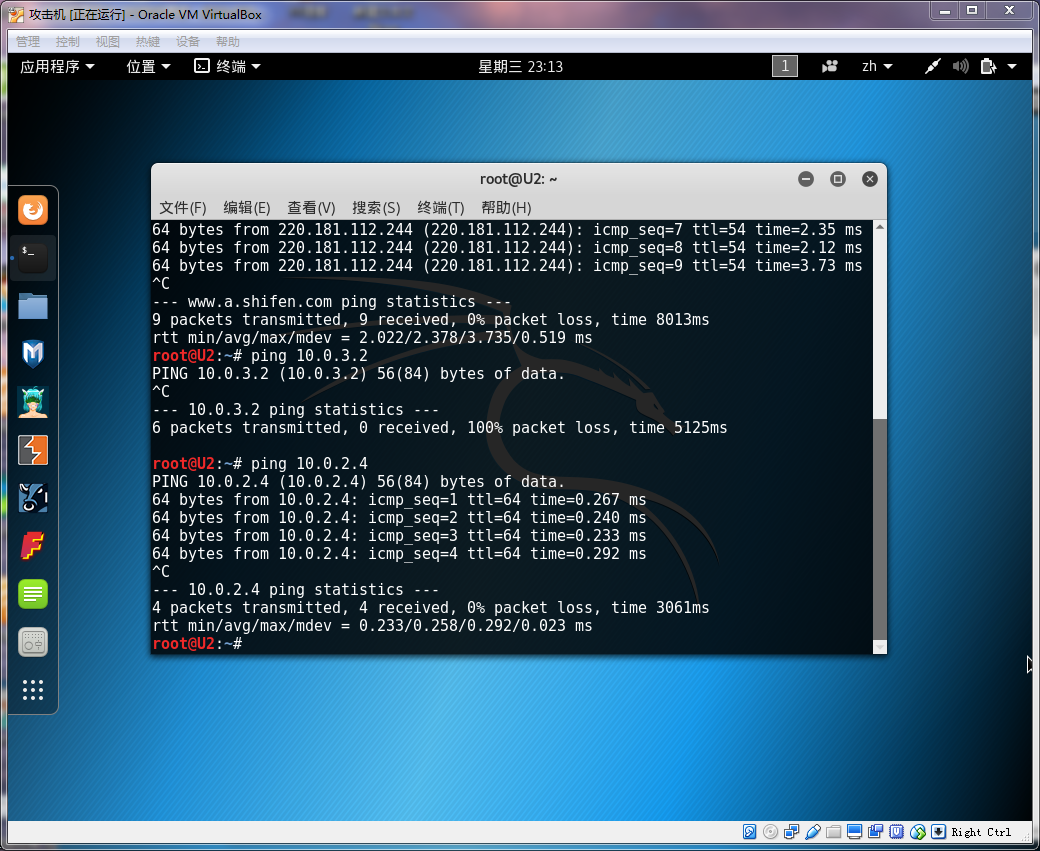 攻击机 [正在运行] - Oracle VM VirtualBox
管理 控制 视图 热键 设备 帮助
应用程序 位置 终端 星期三 23:13 1 zh
root@U2: ~
文件(F) 编辑(E) 查看(V) 搜索(S) 终端(T) 帮助(H)
64 bytes from 220.181.112.244 (220.181.112.244): icmp_seq=7 ttl=54 time=2.35 ms
64 bytes from 220.181.112.244 (220.181.112.244): icmp_seq=8 ttl=54 time=2.12 ms
64 bytes from 220.181.112.244 (220.181.112.244): icmp_seq=9 ttl=54 time=3.73 ms
^C
--- www.a.shifen.com ping statistics ---
9 packets transmitted, 9 received, 0% packet loss, time 8013ms
rtt min/avg/max/mdev = 2.022/2.378/3.735/0.519 ms
root@U2:~# ping 10.0.3.2
PING 10.0.3.2 (10.0.3.2) 56(84) bytes of data.
^C
--- 10.0.3.2 ping statistics ---
6 packets transmitted, 0 received, 100% packet loss, time 5125ms
root@U2:~# ping 10.0.2.4
PING 10.0.2.4 (10.0.2.4) 56(84) bytes of data.
64 bytes from 10.0.2.4: icmp_seq=1 ttl=64 time=0.267 ms
64 bytes from 10.0.2.4: icmp_seq=2 ttl=64 time=0.240 ms
64 bytes from 10.0.2.4: icmp_seq=3 ttl=64 time=0.233 ms
64 bytes from 10.0.2.4: icmp_seq=4 ttl=64 time=0.292 ms
^C
--- 10.0.2.4 ping statistics ---
4 packets transmitted, 4 received, 0% packet loss, time 3061ms
rtt min/avg/max/mdev = 0.233/0.258/0.292/0.023 ms
root@U2:~#
Right Ctrl